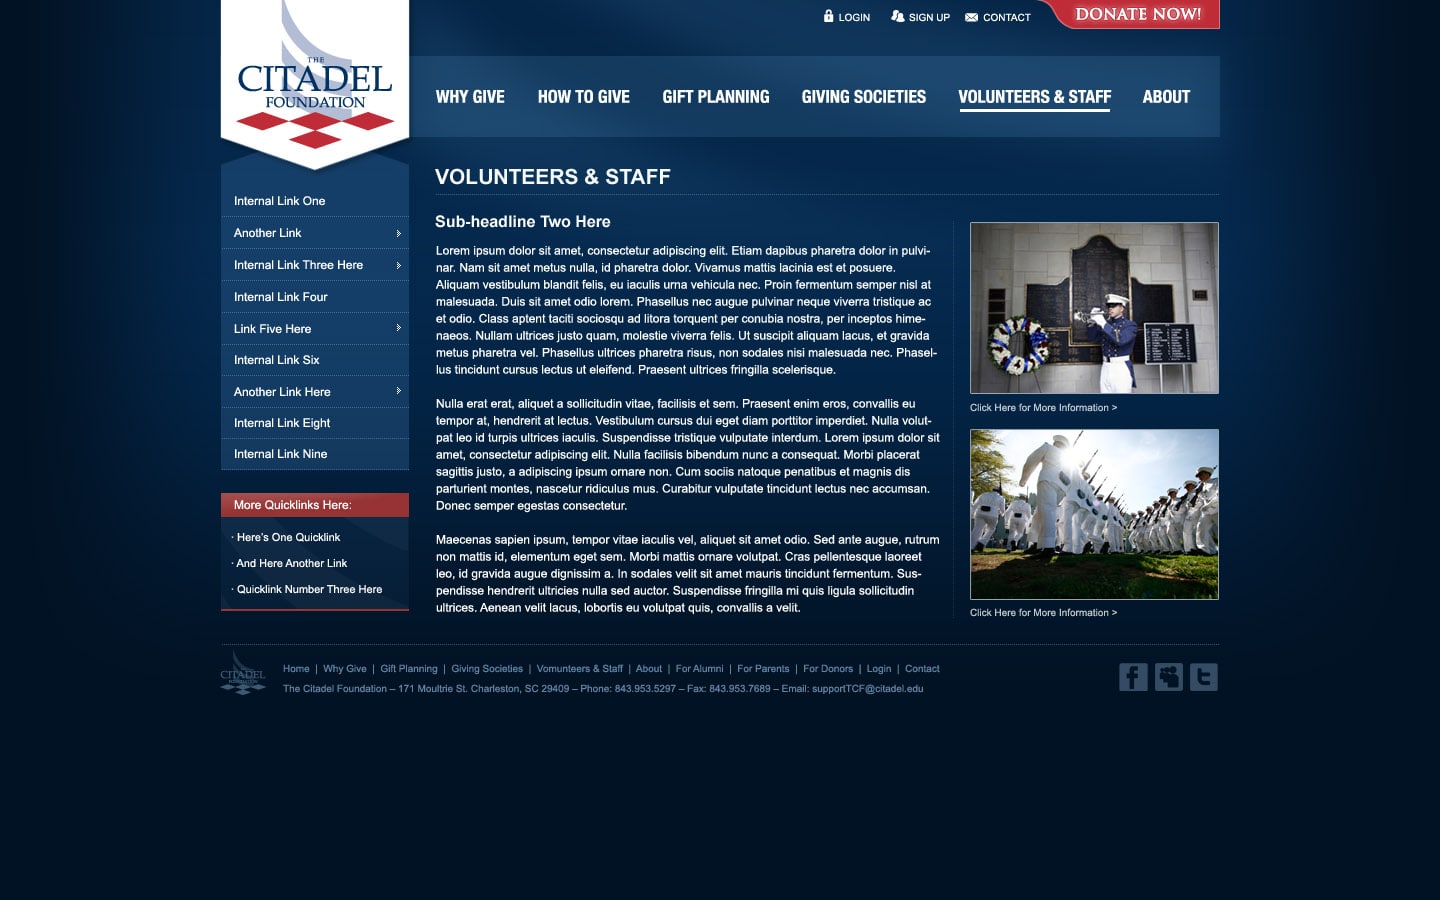 LOGIN
SIGN UP
CONTACT
DONATE NOW!
THE
CITADEL
FOUNDATION
WHY GIVE
HOW TO GIVE
GIFT PLANNING
GIVING SOCIETIES
VOLUNTEERS & STAFF
ABOUT
Internal Link One
Another Link
Internal Link Three Here
Internal Link Four
Link Five Here
Internal Link Six
Another Link Here
Internal Link Eight
Internal Link Nine
More Quicklinks Here:
· Here's One Quicklink
· And Here Another Link
· Quicklink Number Three Here
VOLUNTEERS & STAFF
Sub-headline Two Here
Lorem ipsum dolor sit amet, consectetur adipiscing elit. Etiam dapibus pharetra dolor in pulvi-
nar. Nam sit amet metus nulla, id pharetra dolor. Vivamus mattis lacinia est et posuere.
Aliquam vestibulum blandit felis, eu iaculis urna vehicula nec. Proin fermentum semper nisl at
malesuada. Duis sit amet odio lorem. Phasellus nec augue pulvinar neque viverra tristique ac
et odio. Class aptent taciti sociosqu ad litora torquent per conubia nostra, per inceptos hime-
naeos. Nullam ultrices justo quam, molestie viverra felis. Ut suscipit aliquam lacus, et gravida
metus pharetra vel. Phasellus ultrices pharetra risus, non sodales nisi malesuada nec. Phasel-
lus tincidunt cursus lectus ut eleifend. Praesent ultrices fringilla scelerisque.
Nulla erat erat, aliquet a sollicitudin vitae, facilisis et sem. Praesent enim eros, convallis eu
tempor at, hendrerit at lectus. Vestibulum cursus dui eget diam porttitor imperdiet. Nulla volut-
pat leo id turpis ultrices iaculis. Suspendisse tristique vulputate interdum. Lorem ipsum dolor sit
amet, consectetur adipiscing elit. Nulla facilisis bibendum nunc a consequat. Morbi placerat
sagittis justo, a adipiscing ipsum ornare non. Cum sociis natoque penatibus et magnis dis
parturient montes, nascetur ridiculus mus. Curabitur vulputate tincidunt lectus nec accumsan.
Donec semper egestas consectetur.
Maecenas sapien ipsum, tempor vitae iaculis vel, aliquet sit amet odio. Sed ante augue, rutrum
non mattis id, elementum eget sem. Morbi mattis ornare volutpat. Cras pellentesque laoreet
leo, id gravida augue dignissim a. In sodales velit sit amet mauris tincidunt fermentum. Sus-
pendisse hendrerit ultricies nulla sed auctor. Suspendisse fringilla mi quis ligula sollicitudin
ultrices. Aenean velit lacus, lobortis eu volutpat quis, convallis a velit.
Click Here for More Information >
Click Here for More Information >
CITADEL
FOUNDATION
Home | Why Give | Gift Planning | Giving Societies | Vomunteers & Staff | About | For Alumni | For Parents | For Donors | Login | Contact
The Citadel Foundation – 171 Moultrie St. Charleston, SC 29409 – Phone: 843.953.5297 – Fax: 843.953.7689 – Email: supportTCF@citadel.edu